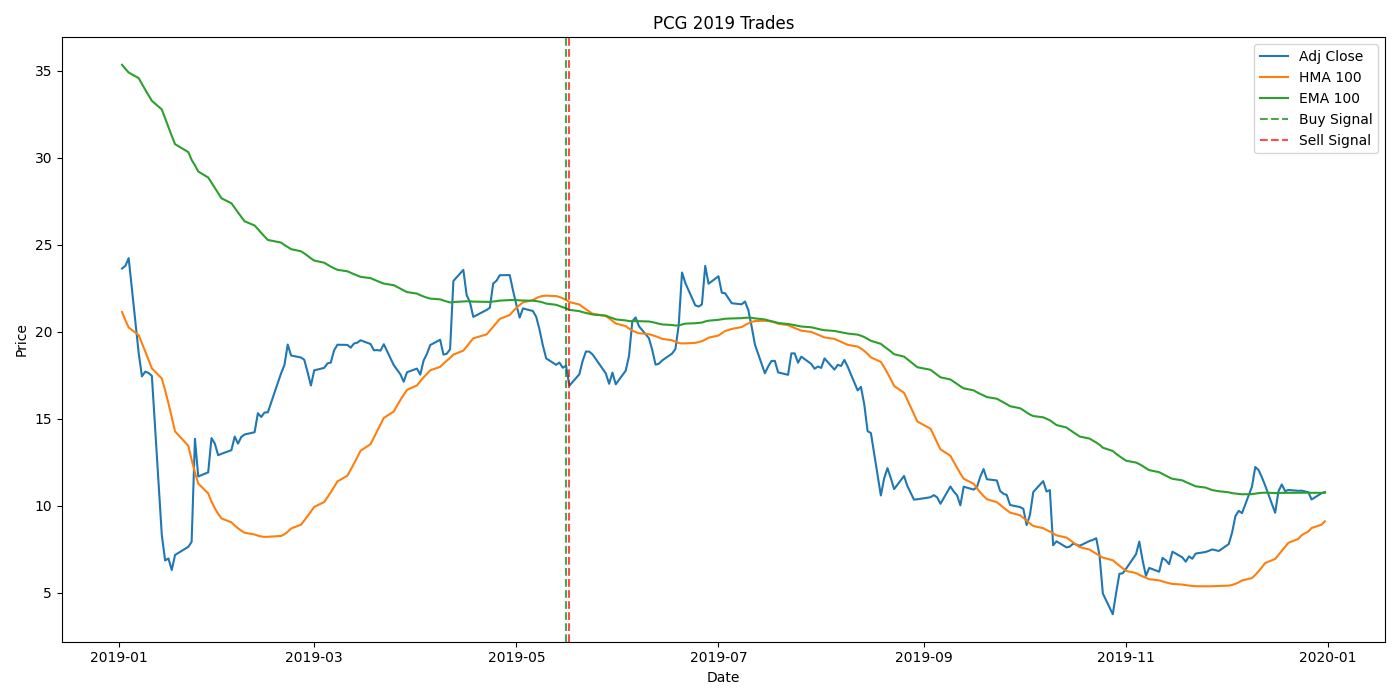 PCG 2019 Trades
Price
35
30
25
20
15
10
5
Adj Close
HMA 100
EMA 100
Buy Signal
Sell Signal
2019-01
2019-03
2019-05
2019-07
2019-09
2019-11
2020-01
Date